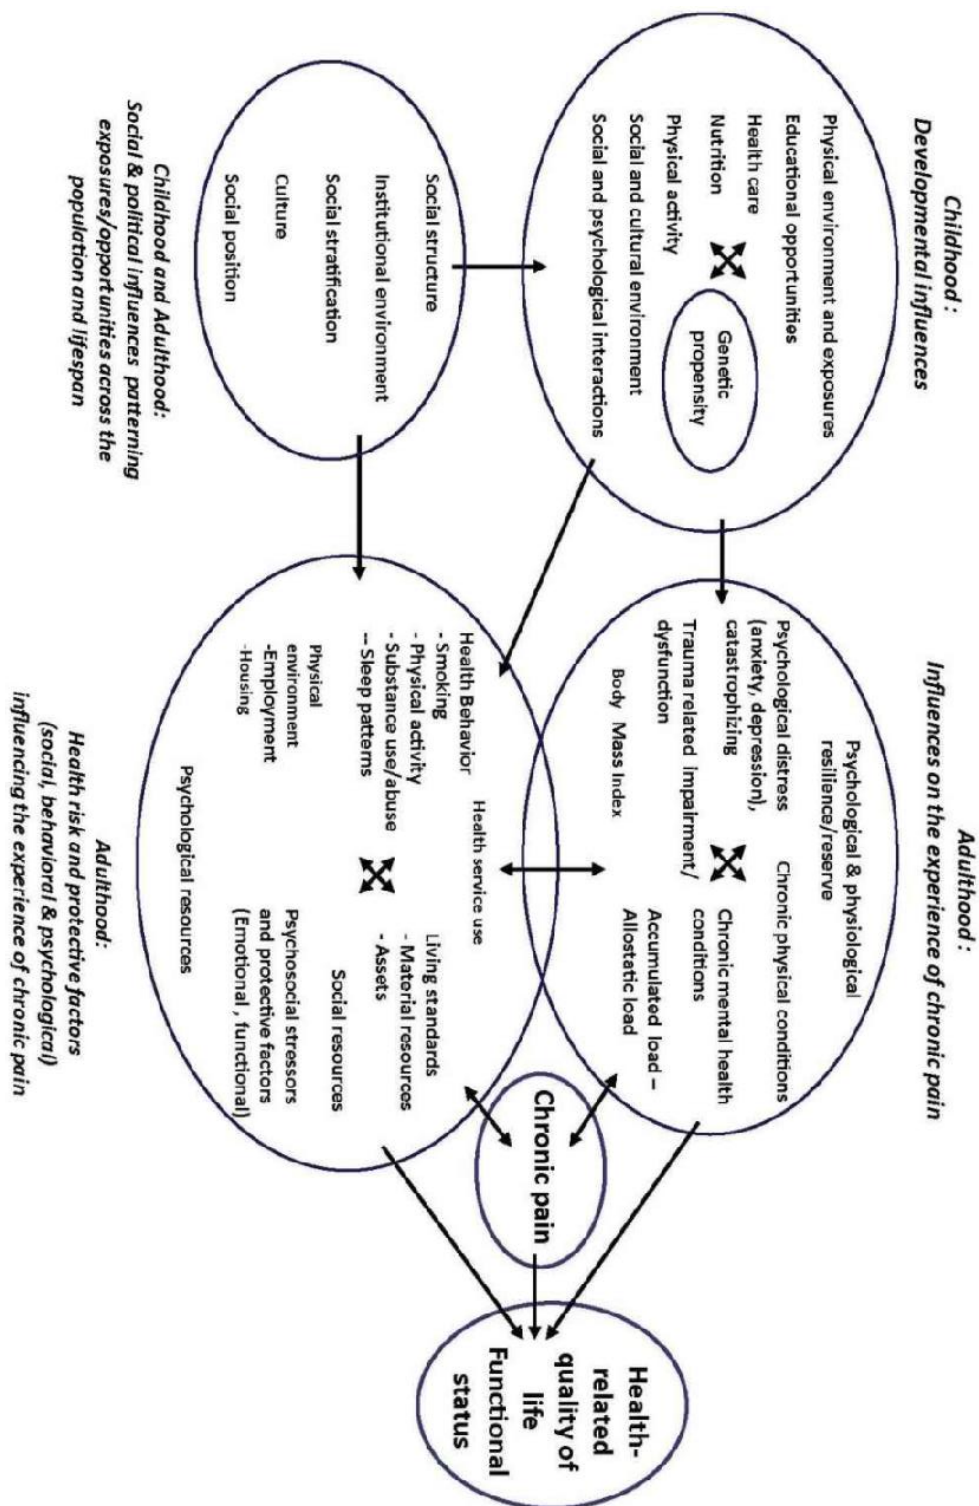 Childhood :
Developmental influences
Physical environment and exposures
Educational opportunities
Health care
Nutrition
Physical activity
Social and cultural environment
Social and psychological interactions
Genetic
propensity
Social structure
Institutional environment
Social stratification
Culture
Social position
Childhood and Adulthood:
Social & political influences patterning
exposures/opportunities across the
population and lifespan
Adulthood:
Influences on the experience of chronic pain
Psychological & physiological
resilience/reserve
Psychological distress
(anxiety, depression),
catastrophizing
Trauma related impairment/
dysfunction
Body Mass Index
Chronic physical conditions
Chronic mental health
conditions
Accumulated load –
Allostatic load
Health service use
Health Behavior
- Smoking
- Physical activity
- Substance use/abuse
-- Sleep patterns
Physical
environment
-Employment
-Housing
Psychological resources
Living standards
- Material resources
- Assets
Social resources
Psychosocial stressors
and protective factors
(Emotional , functional)
Adulthood:
Health risk and protective factors
(social, behavioral & psychological)
influencing the experience of chronic pain
Chronic pain
Health-
related
quality of
life
Functional
status